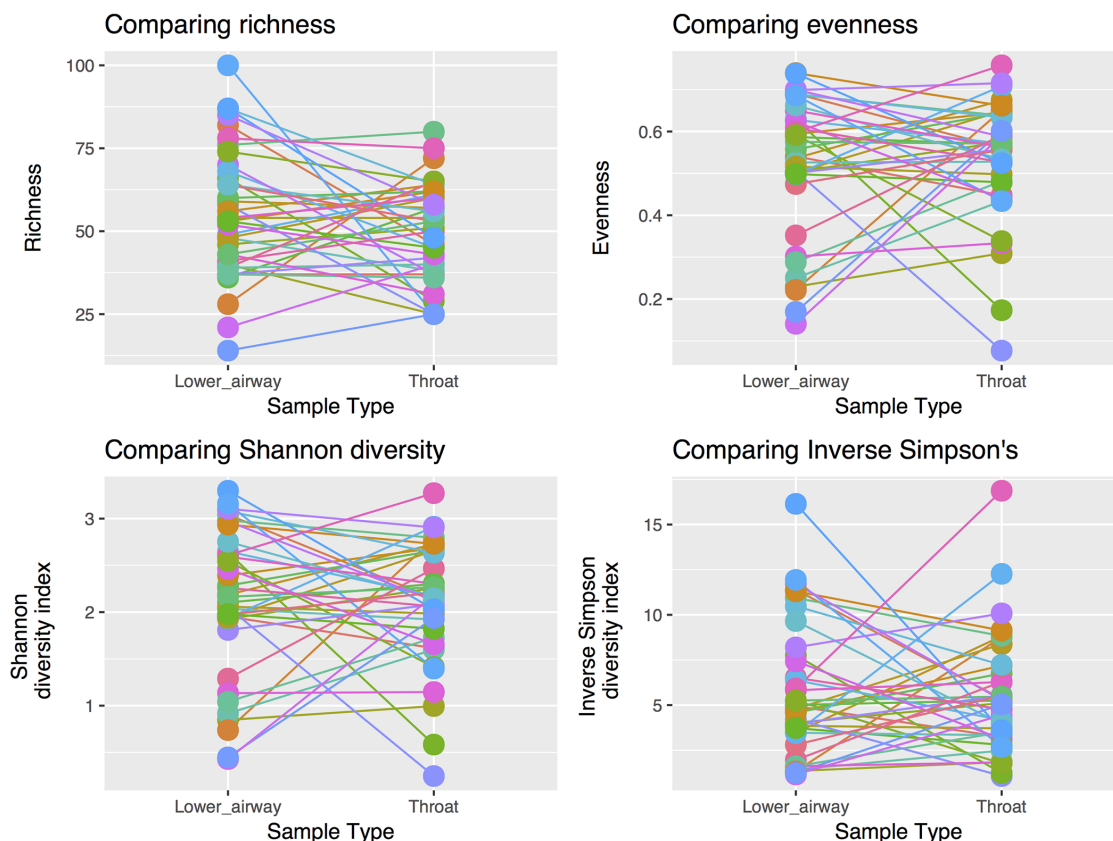 Comparing richness
Richness
100
75
50
25
Lower_airway
Throat
Sample Type
Comparing evenness
Evenness
0.6
0.4
0.2
Lower_airway
Throat
Sample Type
Comparing Shannon diversity
Shannon
diversity index
3
2
1
Lower_airway
Throat
Sample Type
Comparing Inverse Simpson's
Inverse Simpson
diversity index
15
10
5
Lower_airway
Throat
Sample Type